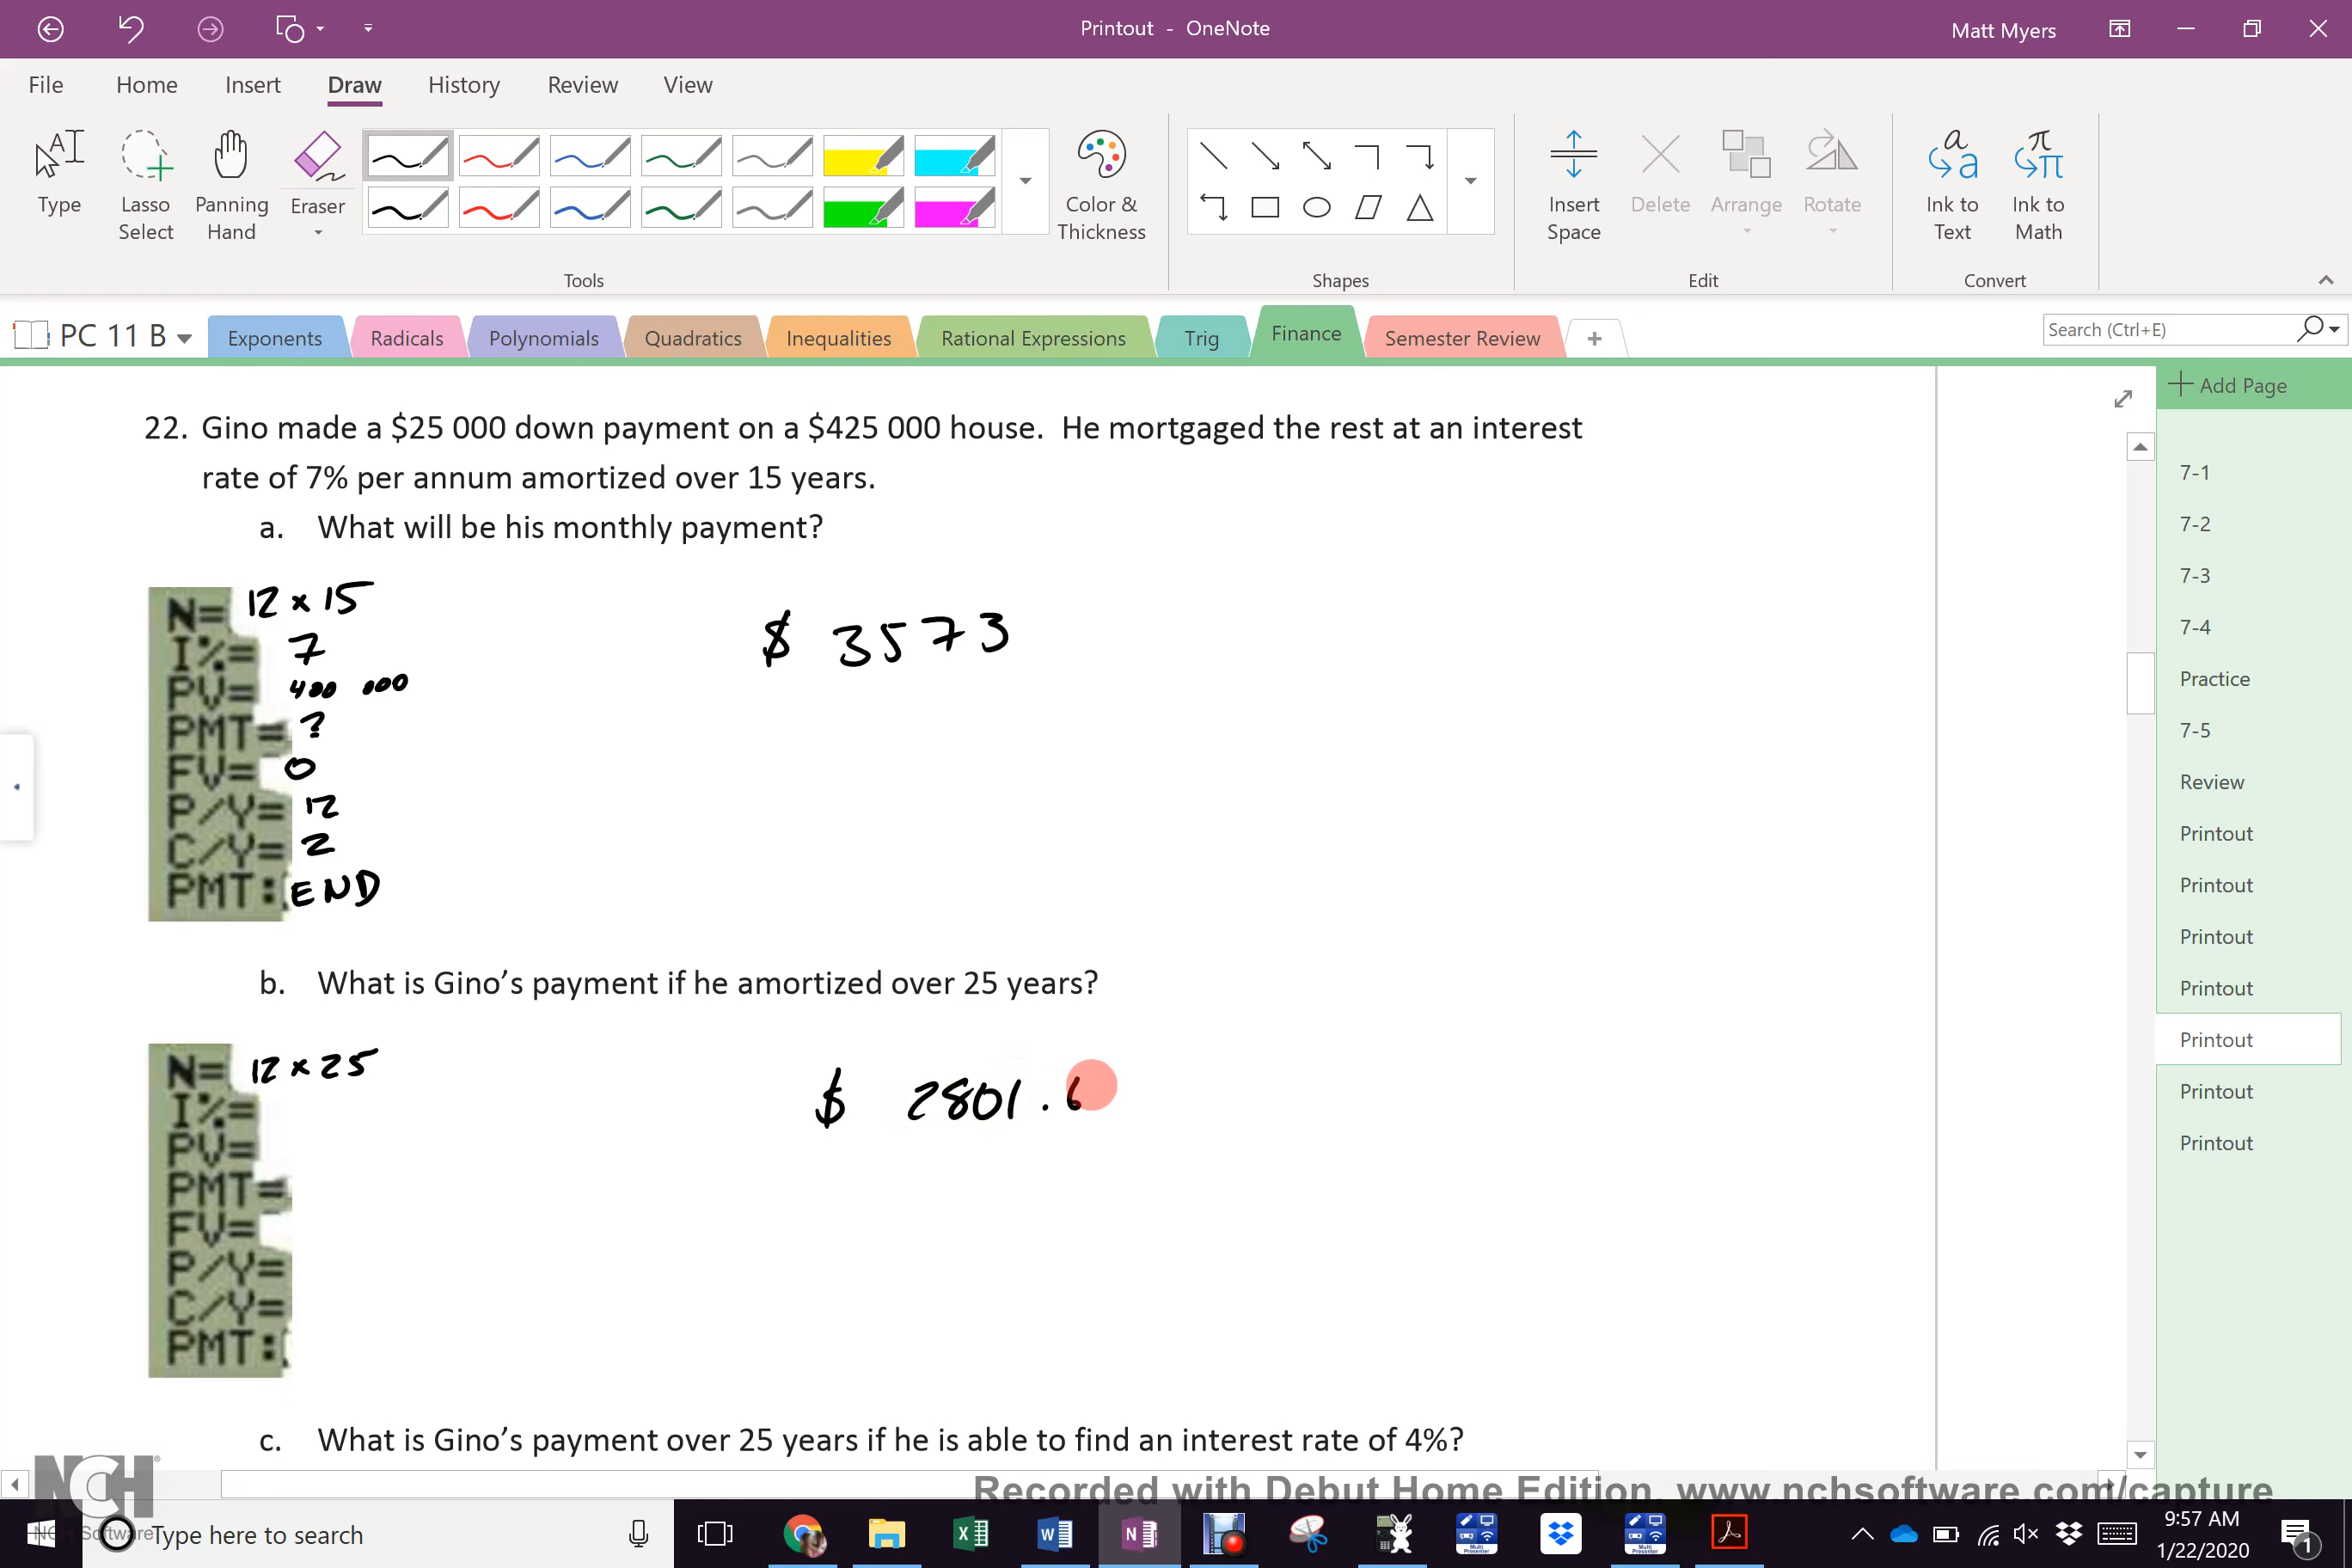 Printout - OneNote
Matt Myers
File Home Insert Draw History Review View
Type
Lasso Select
Panning Hand
Eraser
Color & Thickness
Insert Space
Delete
Arrange
Rotate
Ink to Text
Ink to Math
Tools
Shapes
Edit
Convert
PC 11 B
Exponents Radicals Polynomials Quadratics Inequalities Rational Expressions Trig Finance Semester Review
Search (Ctrl+E)
Add Page
7-1
7-2
7-3
7-4
Practice
7-5
Review
Printout
Printout
Printout
Printout
Printout
Printout
Printout
22. Gino made a $25 000 down payment on a $425 000 house. He mortgaged the rest at an interest
rate of 7% per annum amortized over 15 years.
a. What will be his monthly payment?
N= 12 × 15
I%= 7
PV= 400 000
PMT= ?
FV= 0
P/Y= 12
C/Y= 2
PMT: END
$ 3573
b. What is Gino’s payment if he amortized over 25 years?
N= 12 × 25
I%=
PV=
PMT=
FV=
P/Y=
C/Y=
PMT:
$ 2801.6
c. What is Gino’s payment over 25 years if he is able to find an interest rate of 4%?
NCH
NCH Software
Recorded with Debut Home Edition. www.nchsoftware.com/capture
Type here to search
9:57 AM
1/22/2020
1